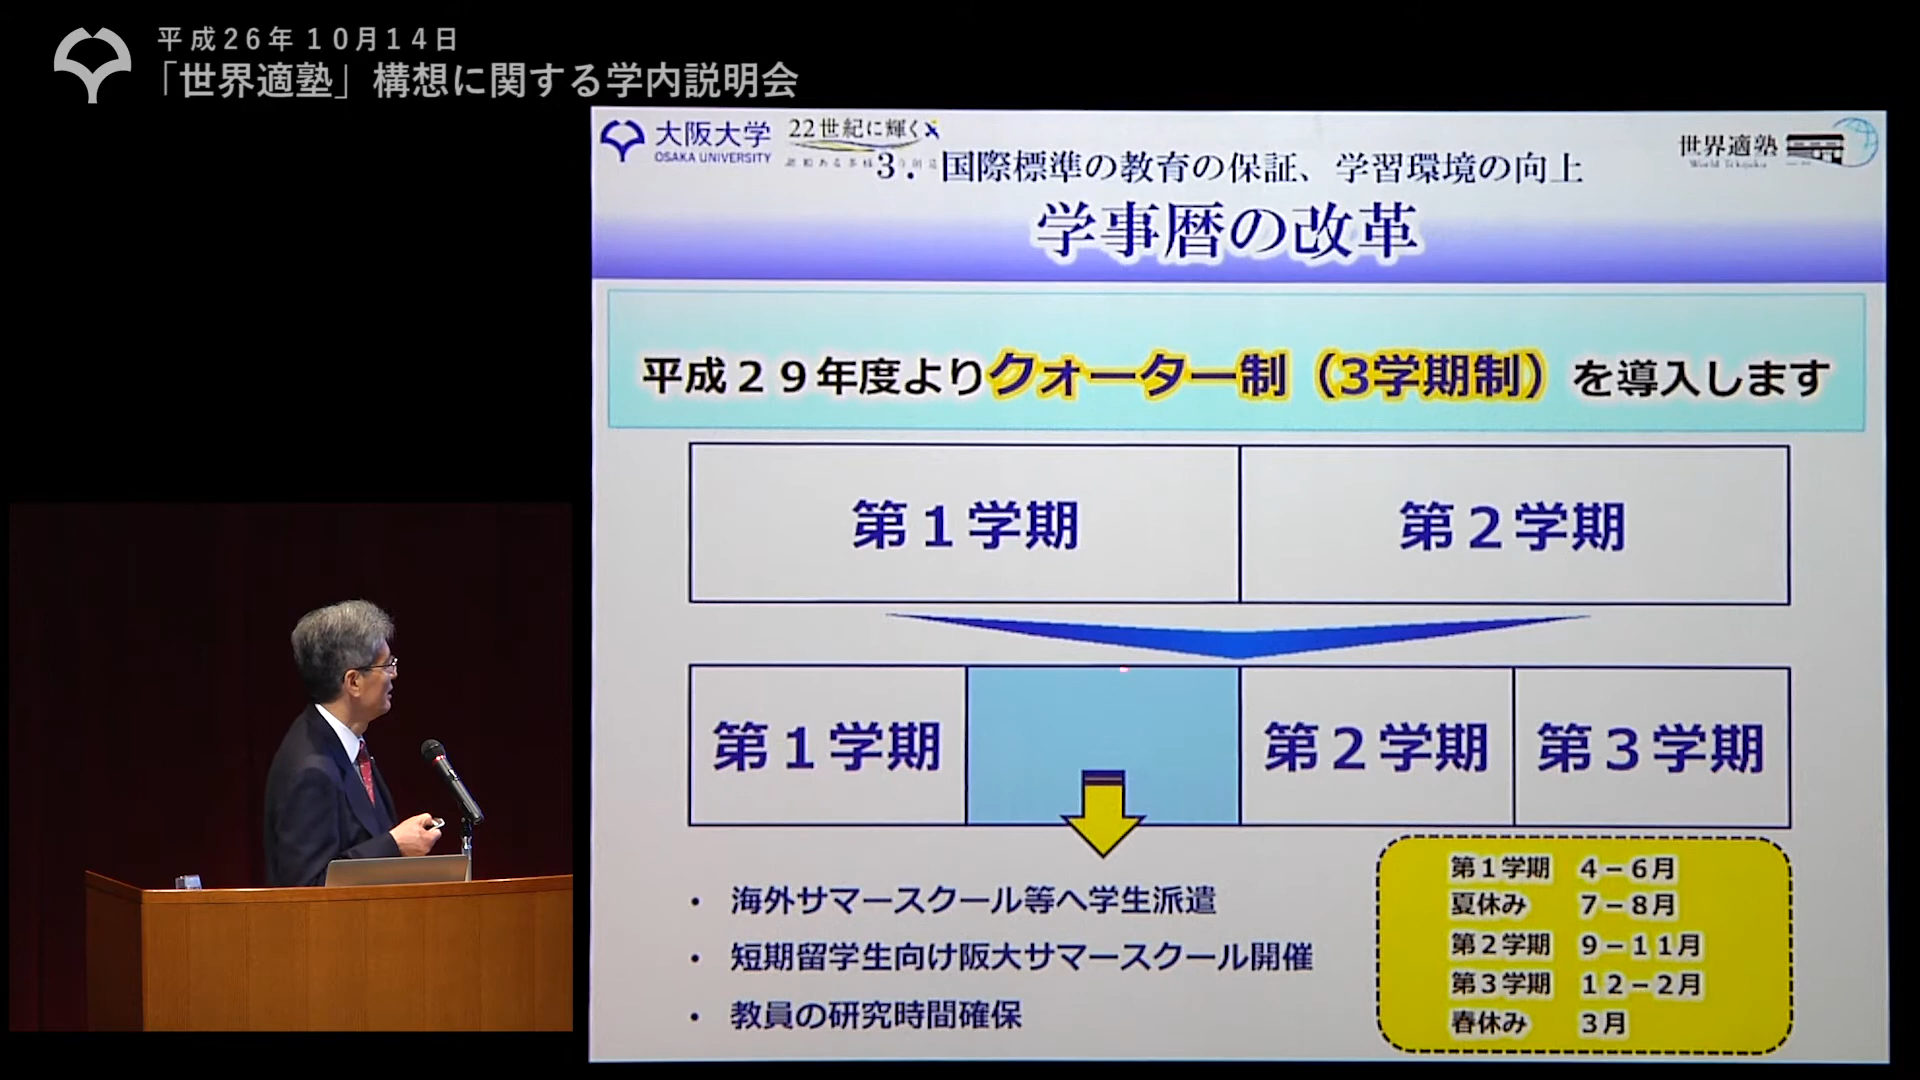 平成26年10月14日
「世界適塾」構想に関する学内説明会
大阪大学
OSAKA UNIVERSITY
22世紀に輝く
世界適塾
World Tekijuku
3．国際標準の教育の保証、学習環境の向上
学事暦の改革
平成２９年度よりクォーター制（3学期制）を導入します
第１学期
第２学期
第１学期
第２学期
第３学期
・ 海外サマースクール等へ学生派遣
・ 短期留学生向け阪大サマースクール開催
・ 教員の研究時間確保
第１学期 ４－６月
夏休み ７－８月
第２学期 ９－１１月
第３学期 １２－２月
春休み ３月